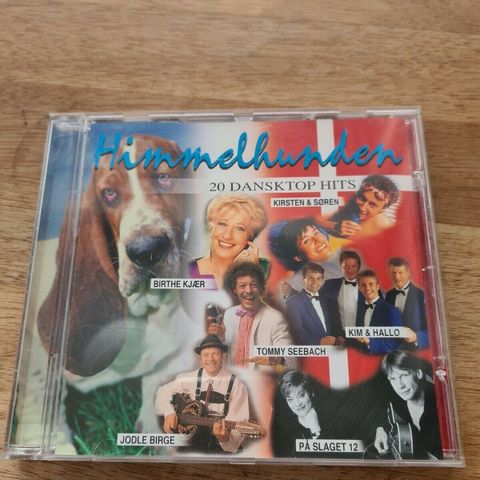 Himmelhunden
20 DANSKTOP HITS
KIRSTEN & SØREN
BIRTHE KJÆR
KIM & HALLO
TOMMY SEEBACH
JODLE BIRGE
PÅ SLAGET 12